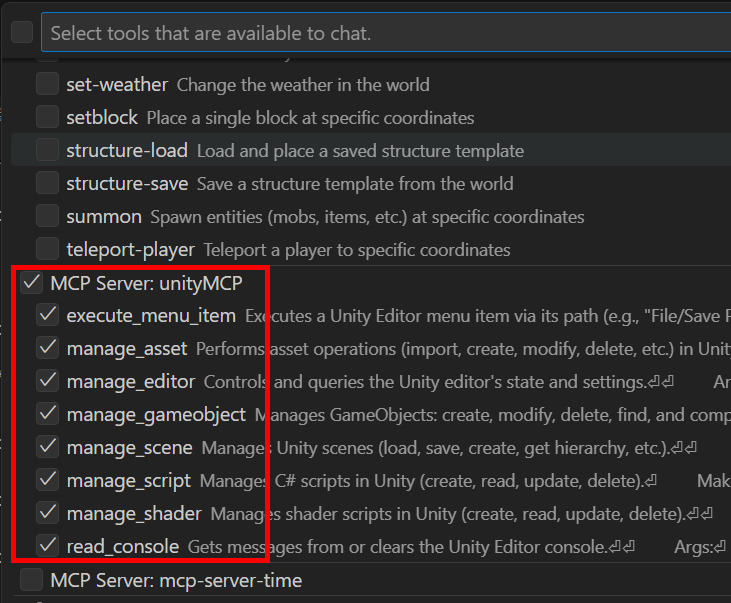 Select tools that are available to chat.
set-weather Change the weather in the world
setblock Place a single block at specific coordinates
structure-load Load and place a saved structure template
structure-save Save a structure template from the world
summon Spawn entities (mobs, items, etc.) at specific coordinates
teleport-player Teleport a player to specific coordinates
MCP Server: unityMCP
execute_menu_item Executes a Unity Editor menu item via its path (e.g., "File/Save P
manage_asset Performs asset operations (import, create, modify, delete, etc.) in Unit
manage_editor Controls and queries the Unity editor's state and settings.⏎⏎ Ar
manage_gameobject Manages GameObjects: create, modify, delete, find, and comp
manage_scene Manages Unity scenes (load, save, create, get hierarchy, etc.).⏎⏎
manage_script Manages C# scripts in Unity (create, read, update, delete).⏎ Mak
manage_shader Manages shader scripts in Unity (create, read, update, delete).⏎⏎
read_console Gets messages from or clears the Unity Editor console.⏎⏎ Args:⏎
MCP Server: mcp-server-time